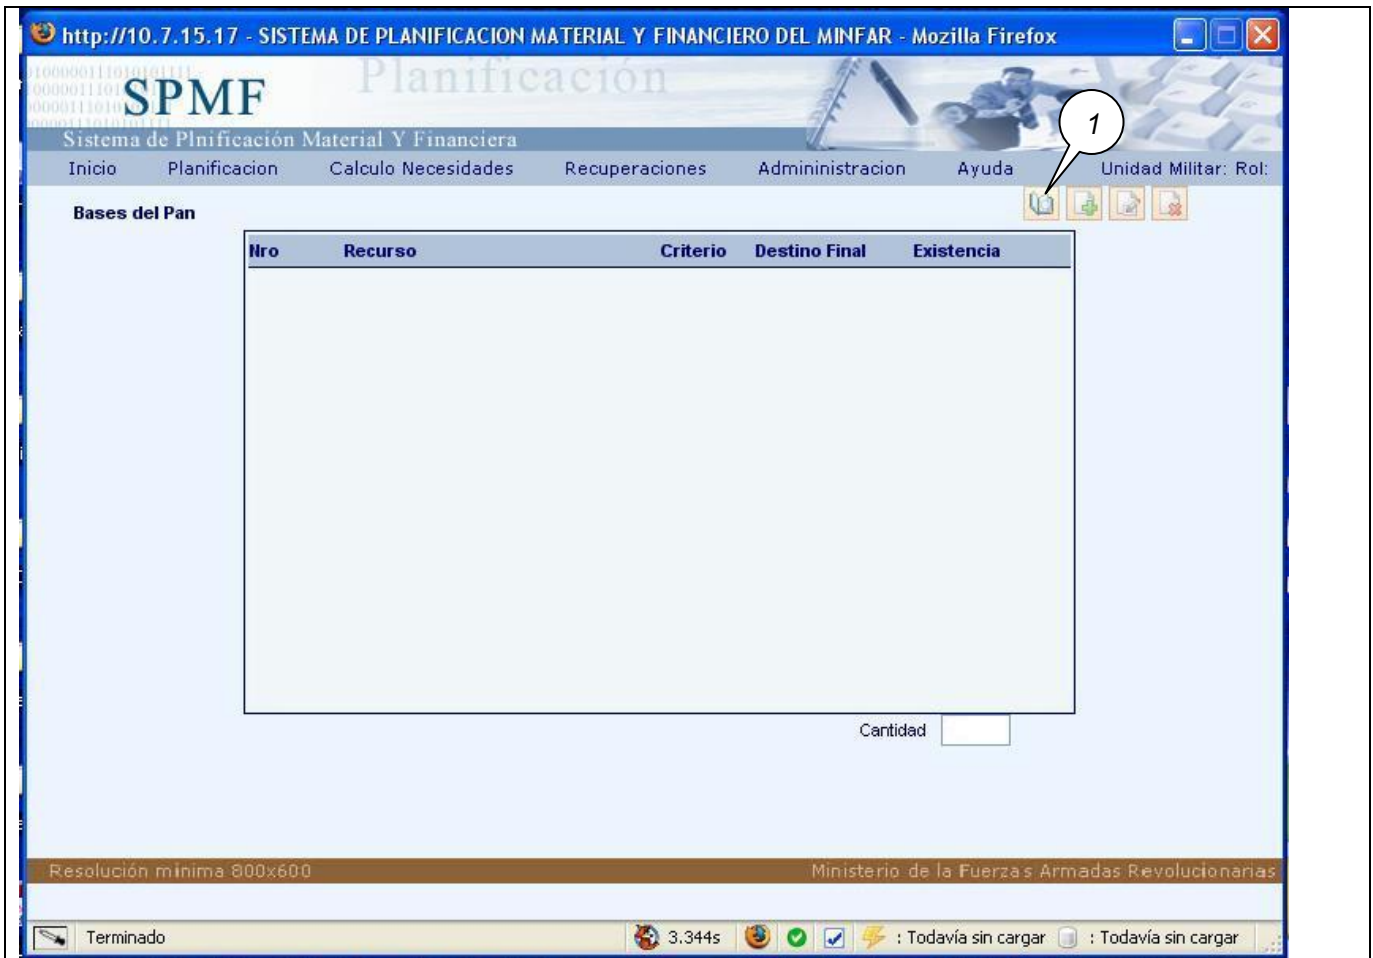 http://10.7.15.17 - SISTEMA DE PLANIFICACION MATERIAL Y FINANCIERO DEL MINFAR - Mozilla Firefox
Planificación
SPMF
1
Sistema de Plnificación Material Y Financiera
Inicio Planificacion Calculo Necesidades Recuperaciones Admininistracion Ayuda Unidad Militar: Rol:
Bases del Pan
Nro Recurso Criterio Destino Final Existencia
Cantidad
Resolución mínima 800x600 Ministerio de la Fuerzas Armadas Revolucionarias
Terminado 3.344s : Todavía sin cargar : Todavía sin cargar